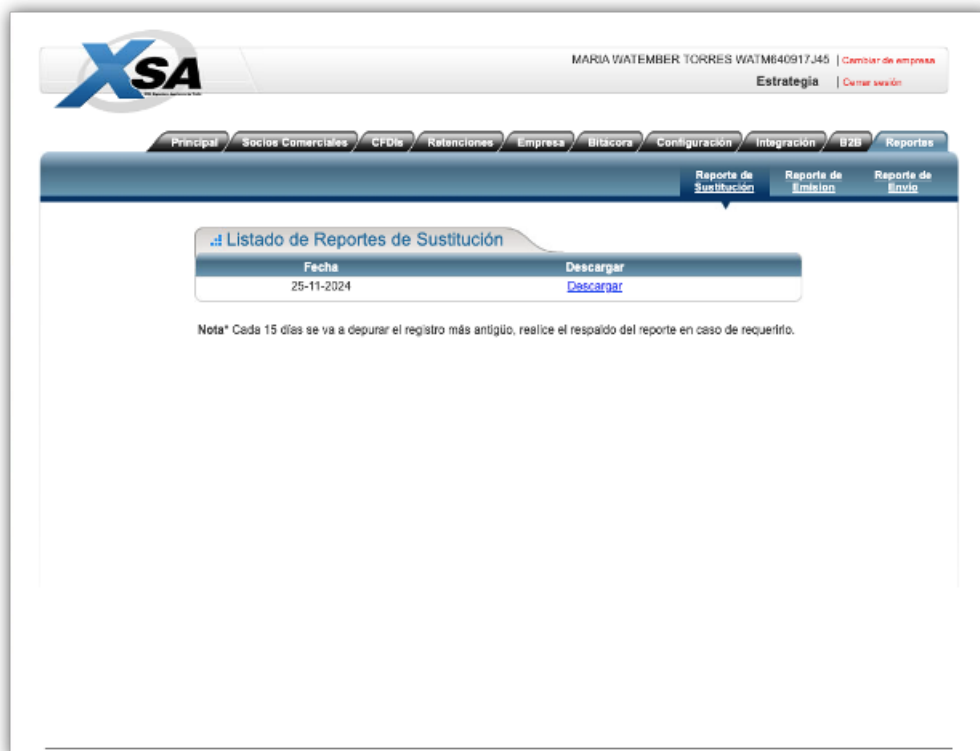 XSA
MARIA WATEMBER TORRES WATM640917J45 | Cambiar de empresa
Estrategia | Cerrar sesión
Principal Socios Comerciales CFDIs Retenciones Empresa Bitácora Configuración Integración B2B Reportes
Reporte de Sustitución Reporte de Emision Reporte de Envío
Listado de Reportes de Sustitución
Fecha Descargar
25-11-2024 Descargar
Nota* Cada 15 días se va a depurar el registro más antigüo, realice el respaldo del reporte en caso de requerirlo.